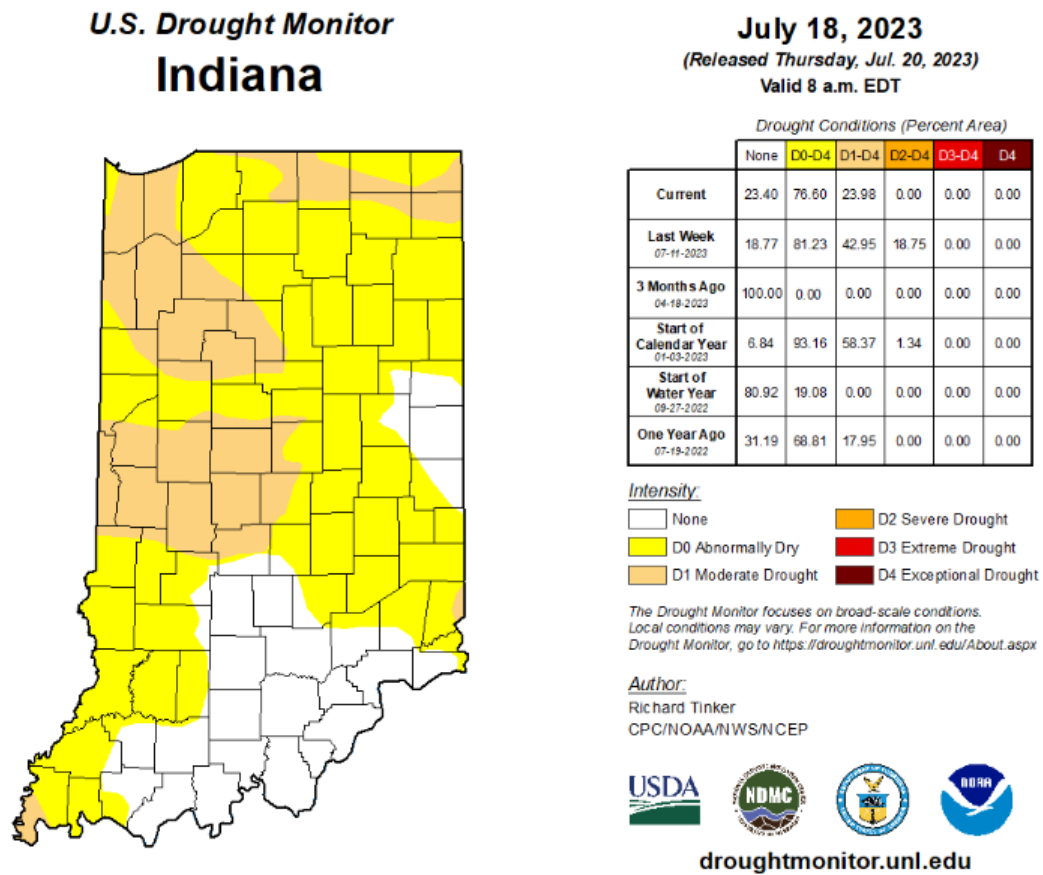 U.S. Drought Monitor
Indiana
July 18, 2023
(Released Thursday, Jul. 20, 2023)
Valid 8 a.m. EDT
Drought Conditions (Percent Area)
None D0-D4 D1-D4 D2-D4 D3-D4 D4
Current 23.40 76.60 23.98 0.00 0.00 0.00
Last Week
07-11-2023 18.77 81.23 42.95 18.75 0.00 0.00
3 Months Ago
04-18-2023 100.00 0.00 0.00 0.00 0.00 0.00
Start of
Calendar Year
01-03-2023 6.84 93.16 58.37 1.34 0.00 0.00
Start of
Water Year
09-27-2022 80.92 19.08 0.00 0.00 0.00 0.00
One Year Ago
07-19-2022 31.19 68.81 17.95 0.00 0.00 0.00
Intensity:
None
D0 Abnormally Dry
D1 Moderate Drought
D2 Severe Drought
D3 Extreme Drought
D4 Exceptional Drought
The Drought Monitor focuses on broad-scale conditions.
Local conditions may vary. For more information on the
Drought Monitor, go to https://droughtmonitor.unl.edu/About.aspx
Author:
Richard Tinker
CPC/NOAA/NWS/NCEP
USDA
NDMC
NOAA
droughtmonitor.unl.edu